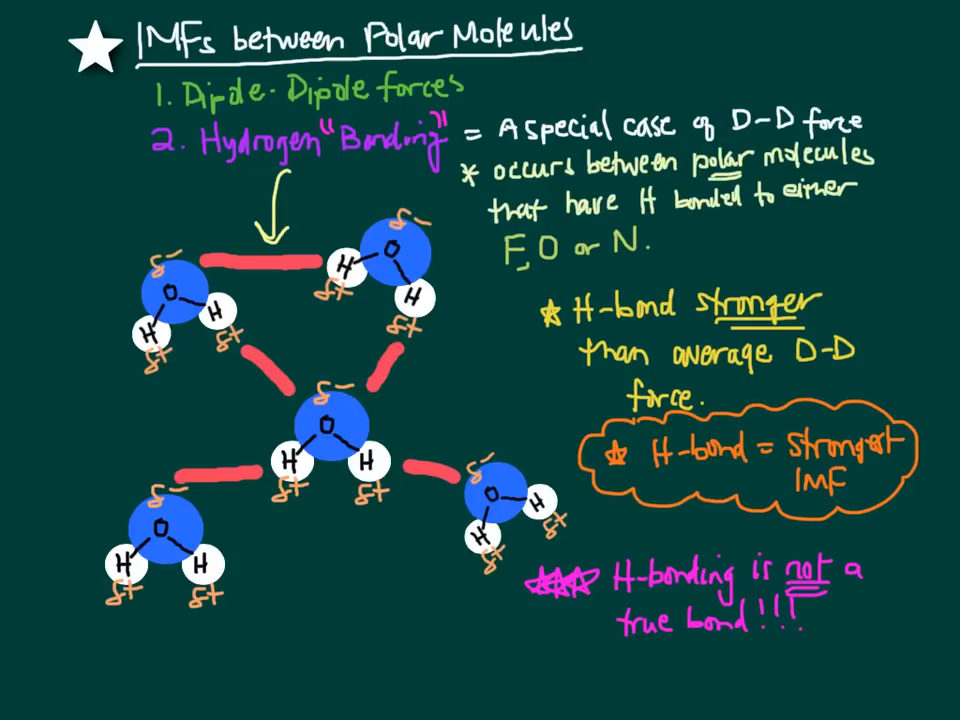 IMFs between Polar Molecules
1. Dipole-Dipole forces
2. Hydrogen "Bonding" = A special case of D-D force
* occurs between polar molecules
that have H bonded to either
F, O or N.
☆ H-bond stronger
than average D-D
force.
☆ H-bond = strongest
IMF
☆☆☆ H-bonding is not a
true bond!!!
δ-
O
H
H
δ+
δ+
δ-
O
H
H
δ+
δ+
δ-
O
H
H
δ+
δ+
δ-
O
H
H
δ+
δ+
δ-
O
H
H
δ+
δ+